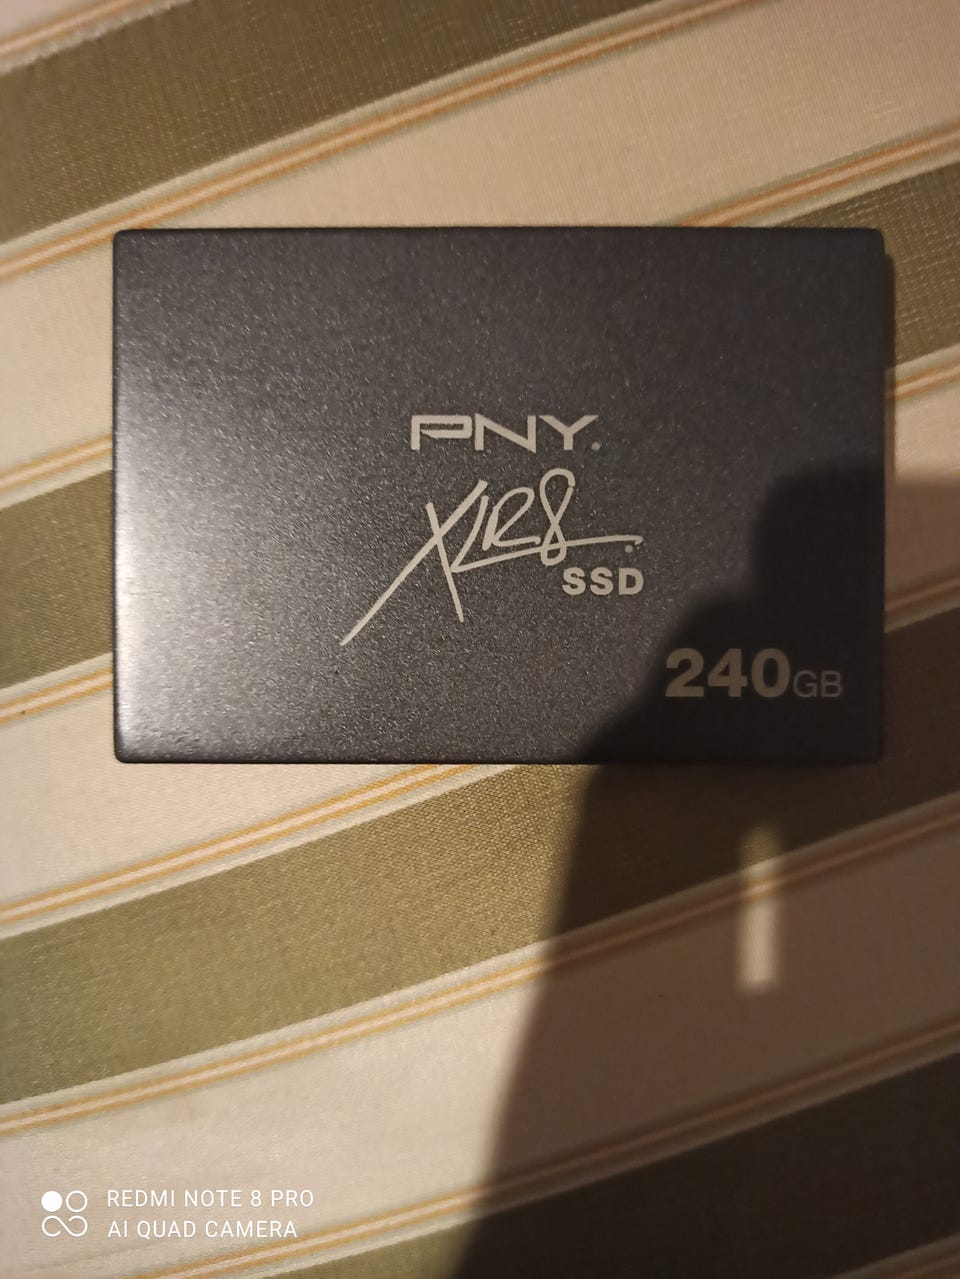 PNY.
XLR8
SSD
240GB
REDMI NOTE 8 PRO
AI QUAD CAMERA